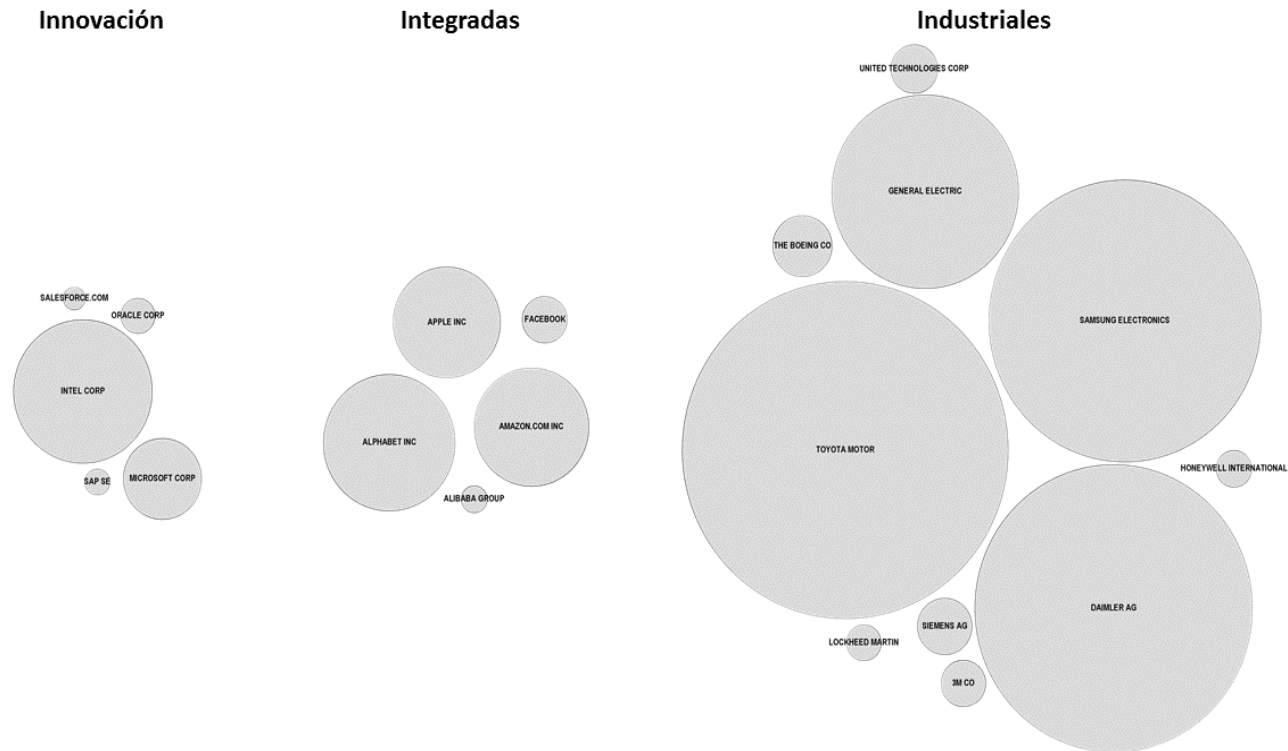 Innovación
SALESFORCE.COM
ORACLE CORP
INTEL CORP
SAP SE
MICROSOFT CORP
Integradas
APPLE INC
FACEBOOK
ALPHABET INC
AMAZON.COM INC
ALIBABA GROUP
Industriales
UNITED TECHNOLOGIES CORP
GENERAL ELECTRIC
THE BOEING CO
SAMSUNG ELECTRONICS
TOYOTA MOTOR
HONEYWELL INTERNATIONAL
DAIMLER AG
SIEMENS AG
LOCKHEED MARTIN
3M CO